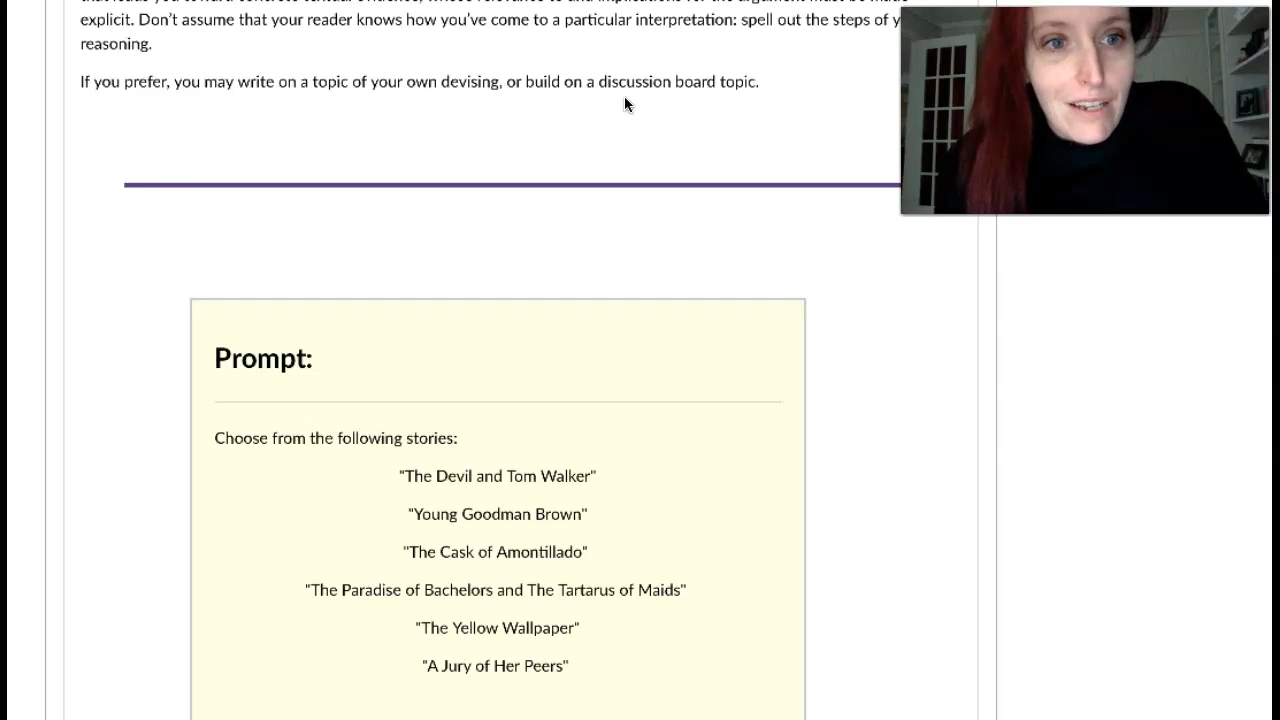 explicit. Don’t assume that your reader knows how you’ve come to a particular interpretation: spell out the steps of
reasoning.
If you prefer, you may write on a topic of your own devising, or build on a discussion board topic.
Prompt:
Choose from the following stories:
"The Devil and Tom Walker"
"Young Goodman Brown"
"The Cask of Amontillado"
"The Paradise of Bachelors and The Tartarus of Maids"
"The Yellow Wallpaper"
"A Jury of Her Peers"